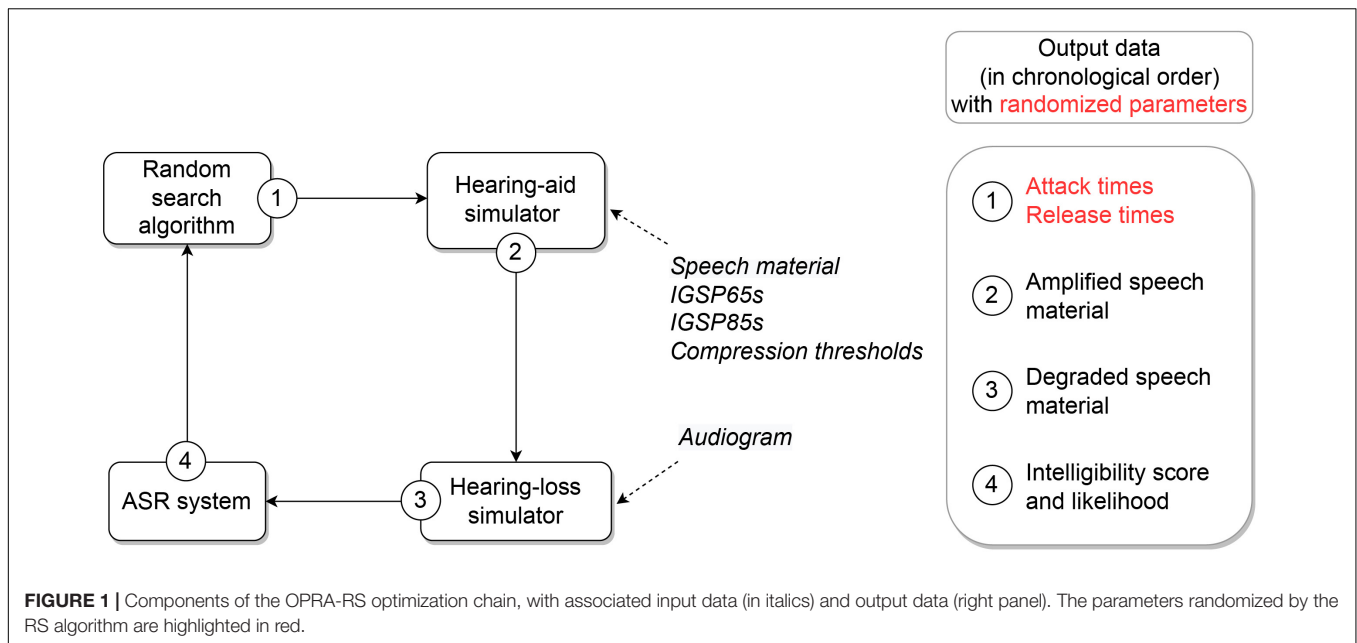 Random
search
algorithm
1
Hearing-aid
simulator
2
Speech material
IGSP65s
IGSP85s
Compression thresholds
Audiogram
Hearing-loss
simulator
3
ASR system
4
Output data
(in chronological order)
with randomized parameters
1 Attack times
Release times
2 Amplified speech
material
3 Degraded speech
material
4 Intelligibility score
and likelihood
FIGURE 1 | Components of the OPRA-RS optimization chain, with associated input data (in italics) and output data (right panel). The parameters randomized by the
RS algorithm are highlighted in red.